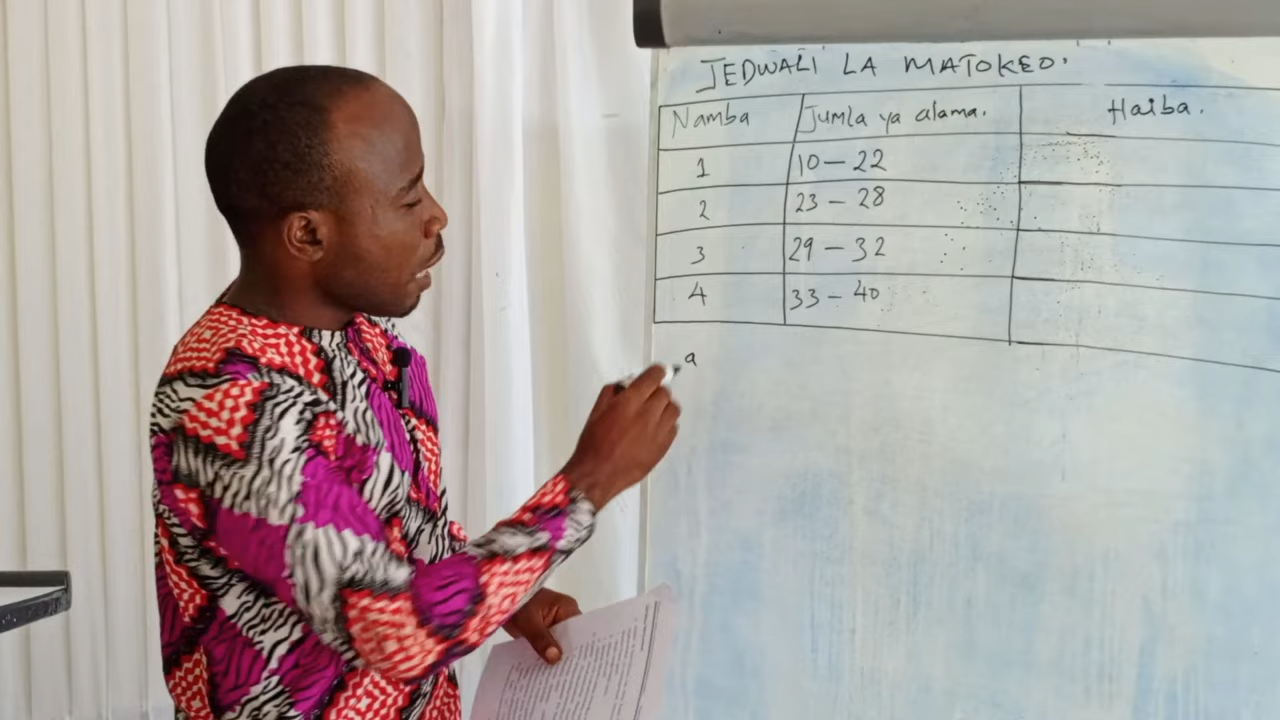 JEDWALI LA MATOKEO.
Namba Jumla ya alama. Haiba.
1 10 – 22
2 23 – 28
3 29 – 32
4 33 – 40
a